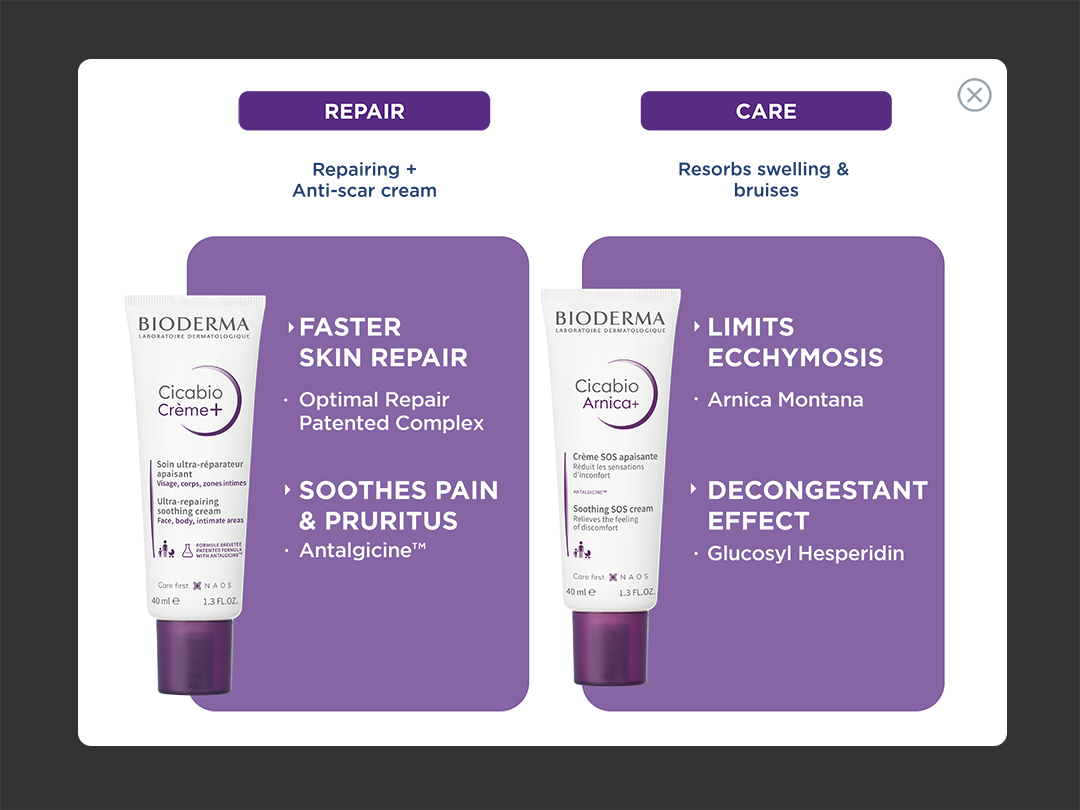 REPAIR
Repairing +
Anti-scar cream
BIODERMA
LABORATOIRE DERMATOLOGIQUE
Cicabio
Crème+
Soin ultra-réparateur
apaisant
Visage, corps, zones intimes
Ultra-repairing
soothing cream
Face, body, intimate areas
FORMULE BREVETÉE
PATENTED FORMULA
WITH ANTALGICINE™
Care first. NAOS
40 ml ℮ 1.3 FL.OZ.
FASTER
SKIN REPAIR
· Optimal Repair
Patented Complex
SOOTHES PAIN
& PRURITUS
· Antalgicine™
CARE
Resorbs swelling &
bruises
BIODERMA
LABORATOIRE DERMATOLOGIQUE
Cicabio
Arnica+
Crème SOS apaisante
Réduit les sensations
d'inconfort
ANTALGICINE™
Soothing SOS cream
Relieves the feeling
of discomfort
Care first. NAOS
40 ml ℮ 1.3 FL.OZ.
LIMITS
ECCHYMOSIS
· Arnica Montana
DECONGESTANT
EFFECT
· Glucosyl Hesperidin